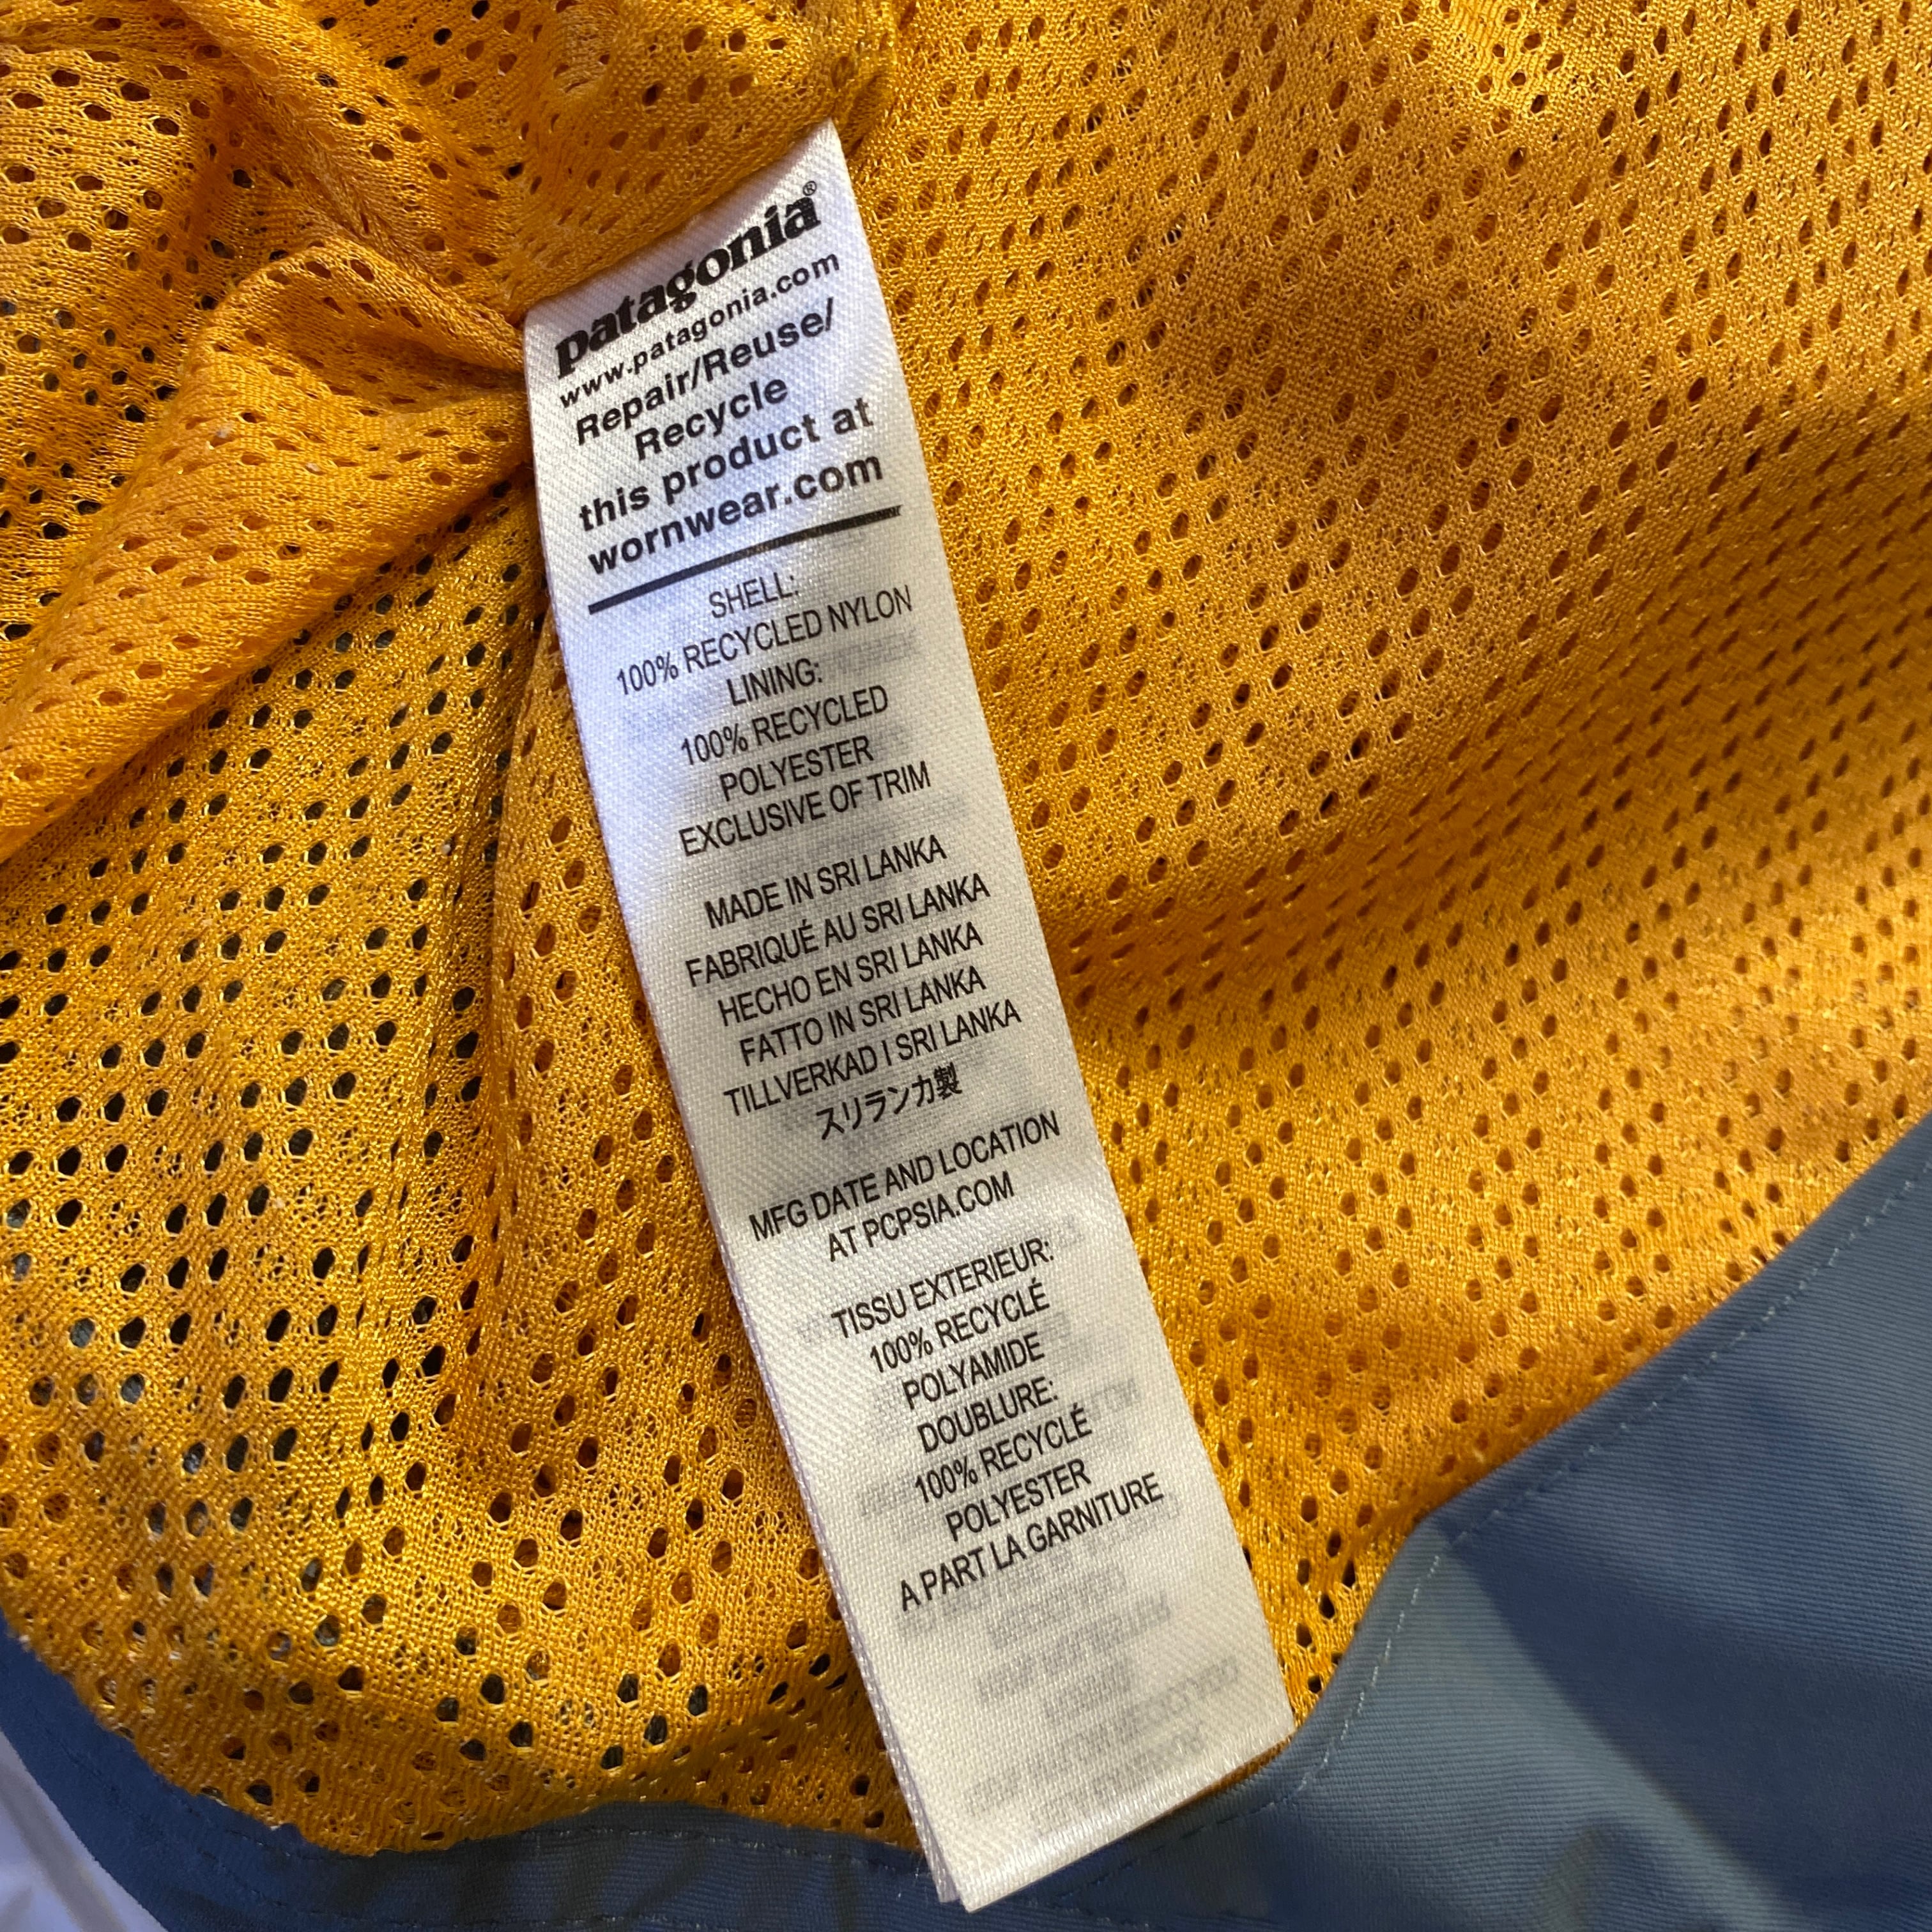 patagonia®
www.patagonia.com
Repair/Reuse/
Recycle
this product at
wornwear.com
SHELL:
100% RECYCLED NYLON
LINING:
100% RECYCLED
POLYESTER
EXCLUSIVE OF TRIM
MADE IN SRI LANKA
FABRIQUÉ AU SRI LANKA
HECHO EN SRI LANKA
FATTO IN SRI LANKA
TILLVERKAD I SRI LANKA
スリランカ製
MFG DATE AND LOCATION
AT PCPSIA.COM
TISSU EXTERIEUR:
100% RECYCLÉ
POLYAMIDE
DOUBLURE:
100% RECYCLÉ
POLYESTER
A PART LA GARNITURE